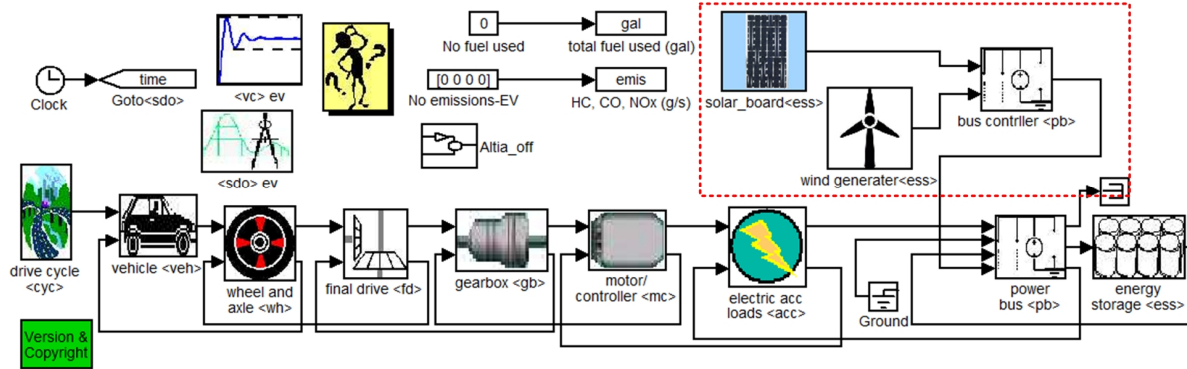 0
No fuel used
gal
total fuel used (gal)
time
Clock
Goto<sdo>
<vc> ev
? ?
?
[0 0 0 0]
No emissions-EV
emis
HC, CO, NOx (g/s)
solar_board<ess>
bus contrller <pb>
<sdo> ev
Altia_off
wind generater<ess>
drive cycle
<cyc>
vehicle <veh>
wheel and
axle <wh>
final drive <fd>
gearbox <gb>
motor/
controller <mc>
electric acc
loads <acc>
Ground
power
bus <pb>
energy
storage <ess>
Version &
Copyright